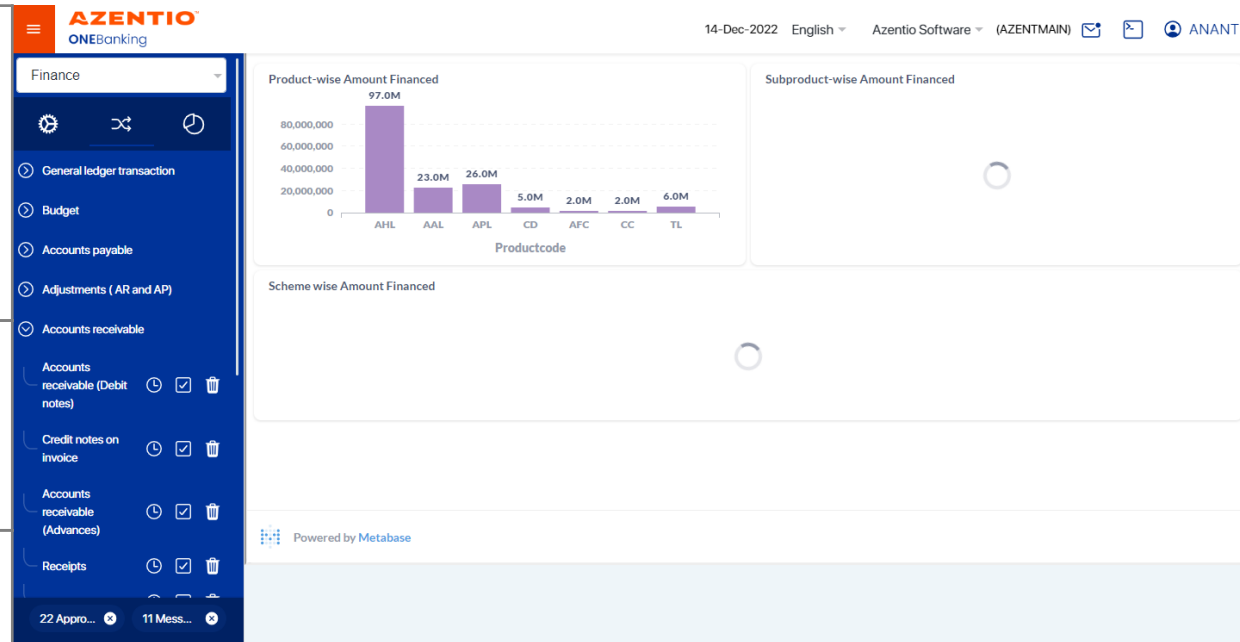 AZENTIO™
ONEBanking
14-Dec-2022 English Azentio Software (AZENTMAIN) ANANT
Finance
General ledger transaction
Budget
Accounts payable
Adjustments ( AR and AP)
Accounts receivable
Accounts
receivable (Debit
notes)
Credit notes on
invoice
Accounts
receivable
(Advances)
Receipts
22 Appro...
11 Mess...
Product-wise Amount Financed
97.0M
80,000,000
60,000,000
40,000,000
20,000,000
0
23.0M
26.0M
5.0M
2.0M
2.0M
6.0M
AHL AAL APL CD AFC CC TL
Productcode
Subproduct-wise Amount Financed
Scheme wise Amount Financed
Powered by Metabase